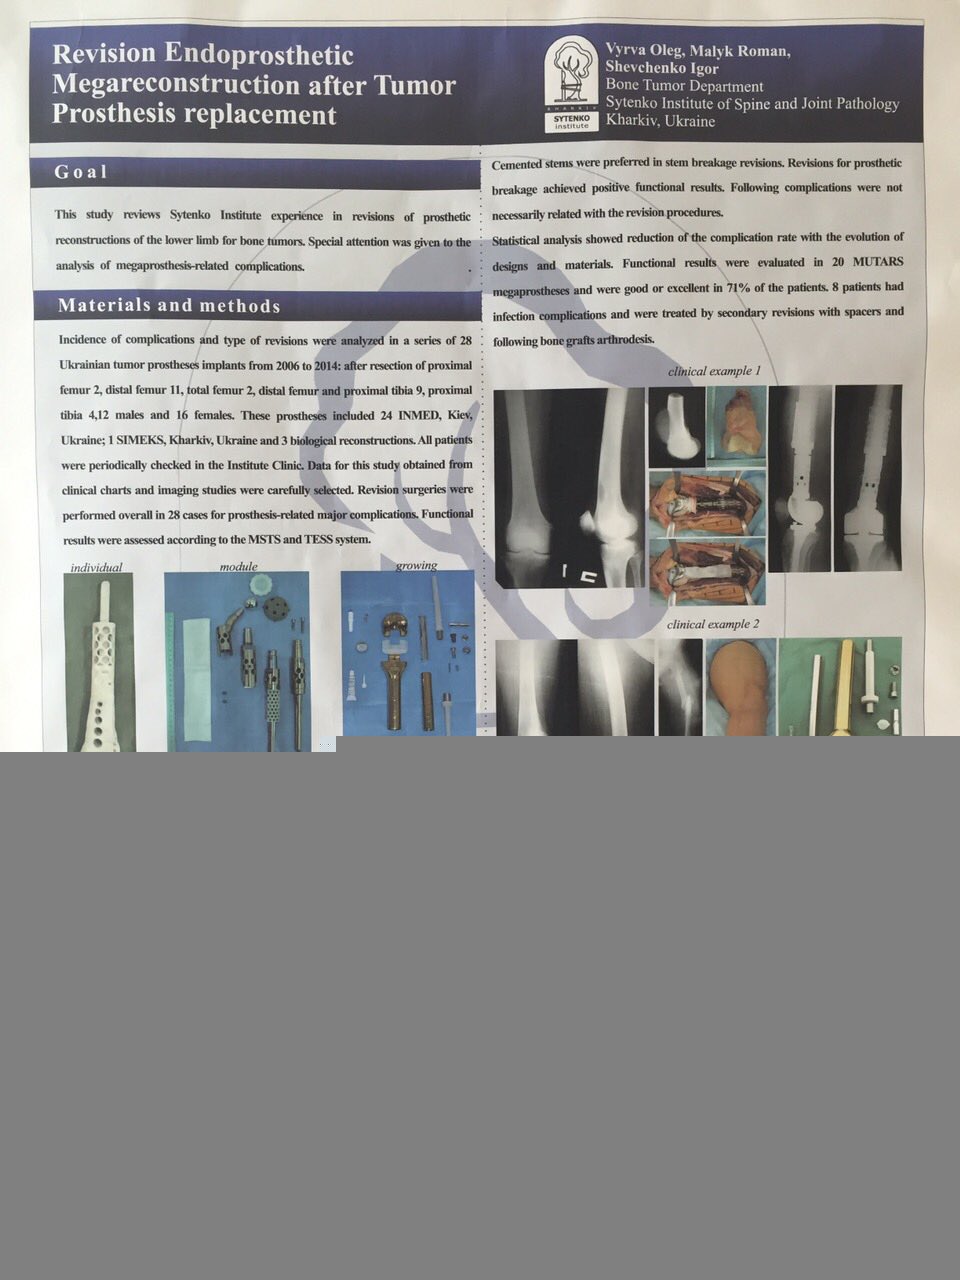 Revision Endoprosthetic
Megareconstruction after Tumor
Prosthesis replacement
KHARKIV
SYTENKO
institute
Vyrva Oleg, Malyk Roman,
Shevchenko Igor
Bone Tumor Department
Sytenko Institute of Spine and Joint Pathology
Kharkiv, Ukraine
Goal
This study reviews Sytenko Institute experience in revisions of prosthetic
reconstructions of the lower limb for bone tumors. Special attention was given to the
analysis of megaprosthesis-related complications.
Materials and methods
Incidence of complications and type of revisions were analyzed in a series of 28
Ukrainian tumor prostheses implants from 2006 to 2014: after resection of proximal
femur 2, distal femur 11, total femur 2, distal femur and proximal tibia 9, proximal
tibia 4,12 males and 16 females. These prostheses included 24 INMED, Kiev,
Ukraine; 1 SIMEKS, Kharkiv, Ukraine and 3 biological reconstructions. All patients
were periodically checked in the Institute Clinic. Data for this study obtained from
clinical charts and imaging studies were carefully selected. Revision surgeries were
performed overall in 28 cases for prosthesis-related major complications. Functional
results were assessed according to the MSTS and TESS system.
individual
module
growing
Cemented stems were preferred in stem breakage revisions. Revisions for prosthetic
breakage achieved positive functional results. Following complications were not
necessarily related with the revision procedures.
Statistical analysis showed reduction of the complication rate with the evolution of
designs and materials. Functional results were evaluated in 20 MUTARS
megaprostheses and were good or excellent in 71% of the patients. 8 patients had
infection complications and were treated by secondary revisions with spacers and
following bone grafts arthrodesis.
clinical example 1
clinical example 2